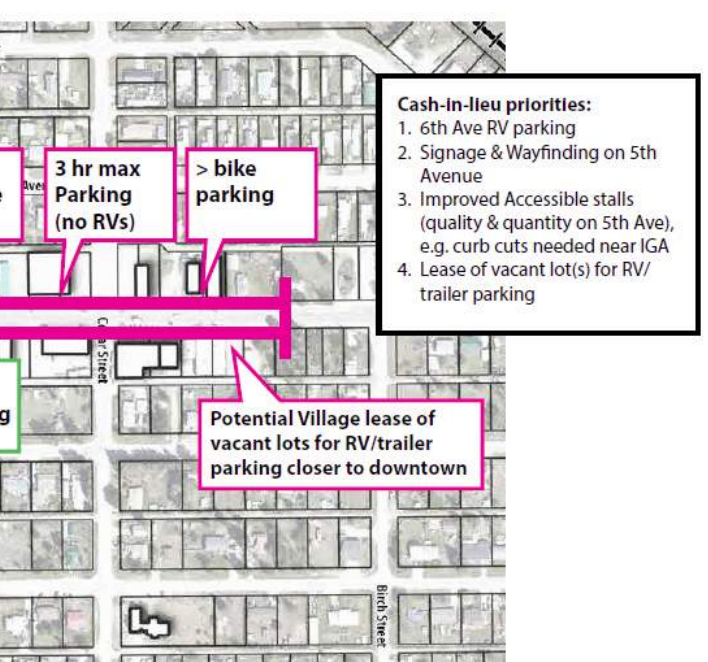 Cash-in-lieu priorities:
1. 6th Ave RV parking
2. Signage & Wayfinding on 5th
Avenue
3. Improved Accessible stalls
(quality & quantity on 5th Ave),
e.g. curb cuts needed near IGA
4. Lease of vacant lot(s) for RV/
trailer parking
3 hr max
Parking
(no RVs)
> bike
parking
Potential Village lease of
vacant lots for RV/trailer
parking closer to downtown
Street
Birch Street